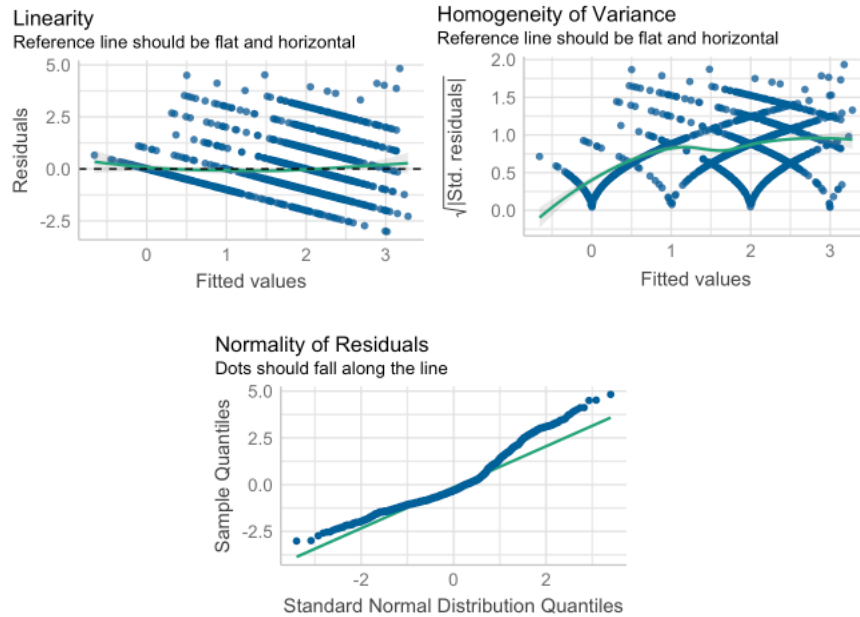 Linearity
Reference line should be flat and horizontal
5.0
2.5
0.0
-2.5
Residuals
0
1
2
3
Fitted values
Homogeneity of Variance
Reference line should be flat and horizontal
2.0
1.5
1.0
0.5
0.0
√|Std. residuals|
0
1
2
3
Fitted values
Normality of Residuals
Dots should fall along the line
5.0
2.5
0.0
-2.5
Sample Quantiles
-2
0
2
Standard Normal Distribution Quantiles